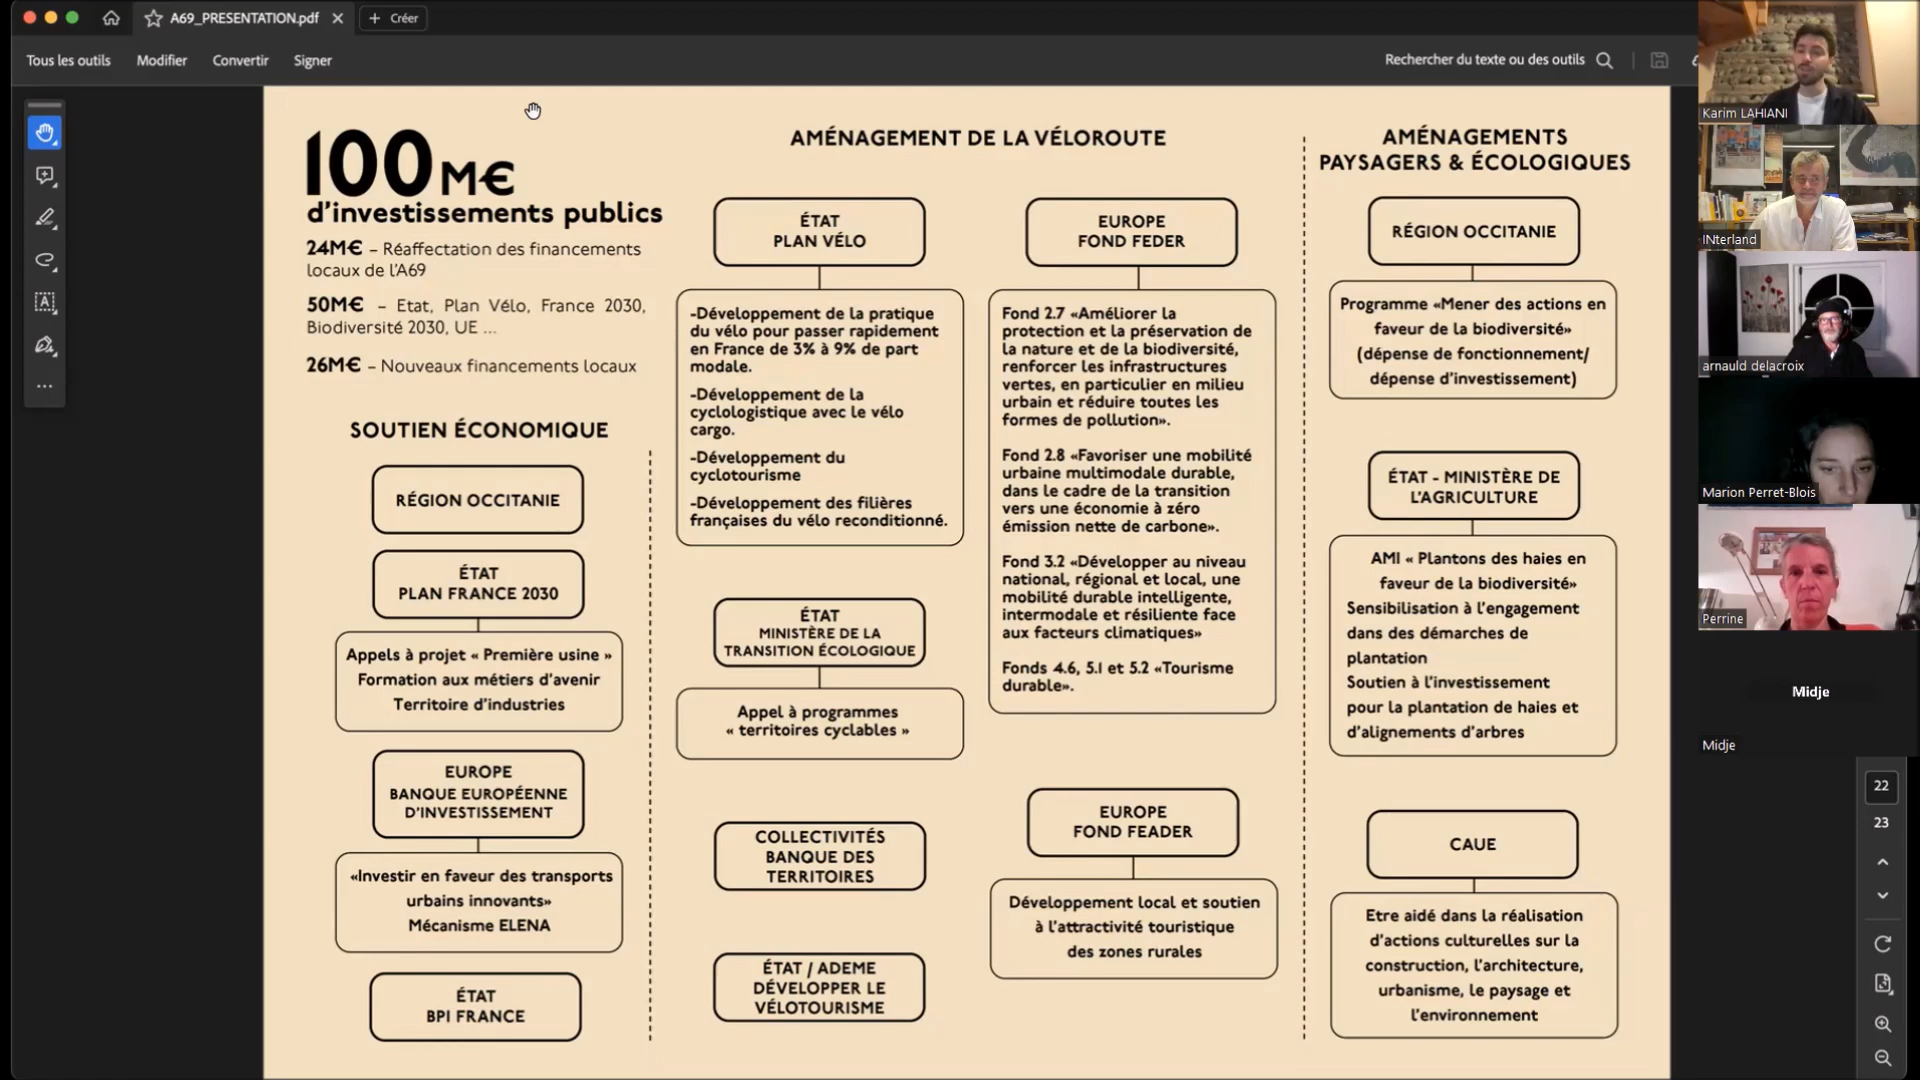 A69_PRESENTATION.pdf
Créer
Tous les outils
Modifier
Convertir
Signer
Rechercher du texte ou des outils
100 M€
d'investissements publics
24M€ – Réaffectation des financements
locaux de l'A69
50M€ – Etat, Plan Vélo, France 2030,
Biodiversité 2030, UE ...
26M€ – Nouveaux financements locaux
SOUTIEN ÉCONOMIQUE
RÉGION OCCITANIE
ÉTAT
PLAN FRANCE 2030
Appels à projet « Première usine »
Formation aux métiers d'avenir
Territoire d'industries
EUROPE
BANQUE EUROPÉENNE
D'INVESTISSEMENT
«Investir en faveur des transports
urbains innovants»
Mécanisme ELENA
ÉTAT
BPI FRANCE
AMÉNAGEMENT DE LA VÉLOROUTE
ÉTAT
PLAN VÉLO
-Développement de la pratique
du vélo pour passer rapidement
en France de 3% à 9% de part
modale.
-Développement de la
cyclologistique avec le vélo
cargo.
-Développement du
cyclotourisme
-Développement des filières
françaises du vélo reconditionné.
ÉTAT
MINISTÈRE DE LA
TRANSITION ÉCOLOGIQUE
Appel à programmes
« territoires cyclables »
COLLECTIVITÉS
BANQUE DES
TERRITOIRES
ÉTAT / ADEME
DÉVELOPPER LE
VÉLOTOURISME
EUROPE
FOND FEDER
Fond 2.7 «Améliorer la
protection et la préservation de
la nature et de la biodiversité,
renforcer les infrastructures
vertes, en particulier en milieu
urbain et réduire toutes les
formes de pollution».
Fond 2.8 «Favoriser une mobilité
urbaine multimodale durable,
dans le cadre de la transition
vers une économie à zéro
émission nette de carbone».
Fond 3.2 «Développer au niveau
national, régional et local, une
mobilité durable intelligente,
intermodale et résiliente face
aux facteurs climatiques»
Fonds 4.6, 5.1 et 5.2 «Tourisme
durable».
EUROPE
FOND FEADER
Développement local et soutien
à l'attractivité touristique
des zones rurales
AMÉNAGEMENTS
PAYSAGERS & ÉCOLOGIQUES
RÉGION OCCITANIE
Programme «Mener des actions en
faveur de la biodiversité»
(dépense de fonctionnement/
dépense d'investissement)
ÉTAT - MINISTÈRE DE
L'AGRICULTURE
AMI « Plantons des haies en
faveur de la biodiversité»
Sensibilisation à l'engagement
dans des démarches de
plantation
Soutien à l'investissement
pour la plantation de haies et
d'alignements d'arbres
CAUE
Etre aidé dans la réalisation
d'actions culturelles sur la
construction, l'architecture,
urbanisme, le paysage et
l'environnement
Karim LAHIANI
INterland
arnauld delacroix
Marion Perret-Blois
Perrine
Midje
Midje
22
23